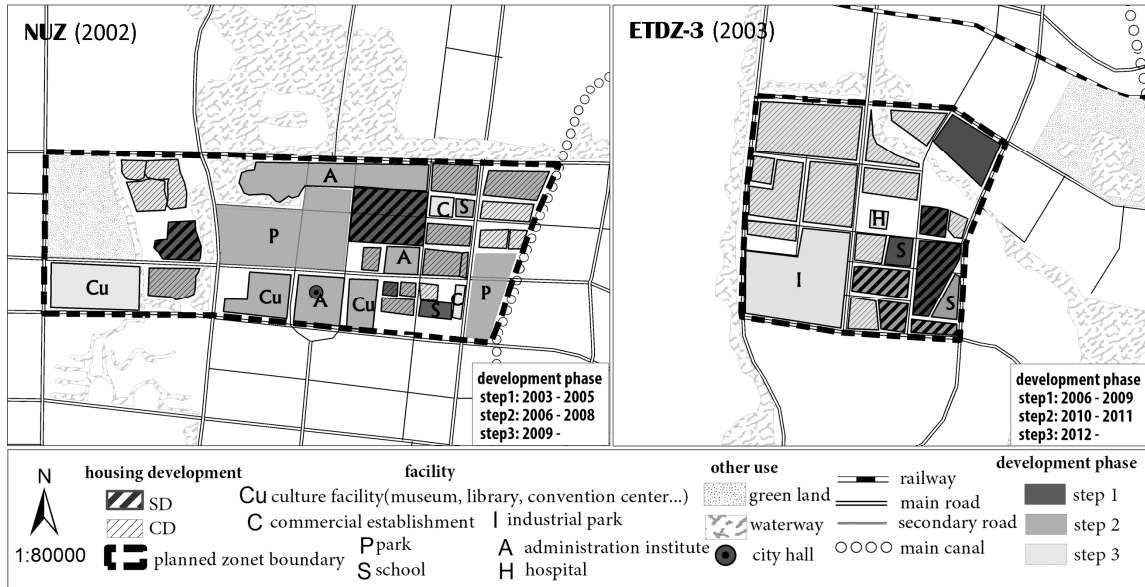 NUZ (2002)
A
C
S
P
A
Cu
Cu
A
Cu
S
C
P
development phase
step1: 2003 - 2005
step2: 2006 - 2008
step3: 2009 -
ETDZ-3 (2003)
H
S
I
S
development phase
step1: 2006 - 2009
step2: 2010 - 2011
step3: 2012 -
N
1:80000
housing development
SD
CD
planned zonet boundary
facility
Cu culture facility(museum, library, convention center...)
C commercial establishment
I industrial park
P park
A administration institute
S school
H hospital
other use
green land
waterway
city hall
railway
main road
secondary road
main canal
development phase
step 1
step 2
step 3